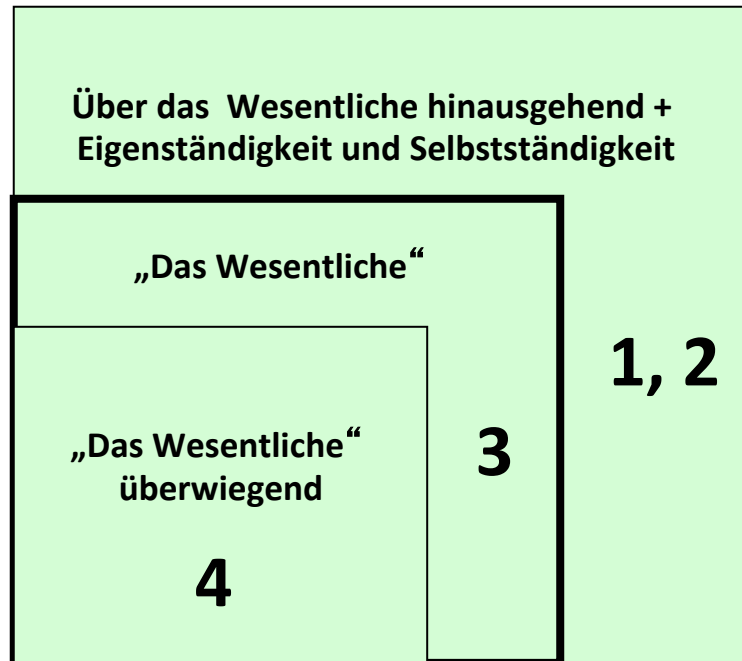 Über das Wesentliche hinausgehend +
Eigenständigkeit und Selbstständigkeit
„Das Wesentliche“
1, 2
„Das Wesentliche“
überwiegend
3
4